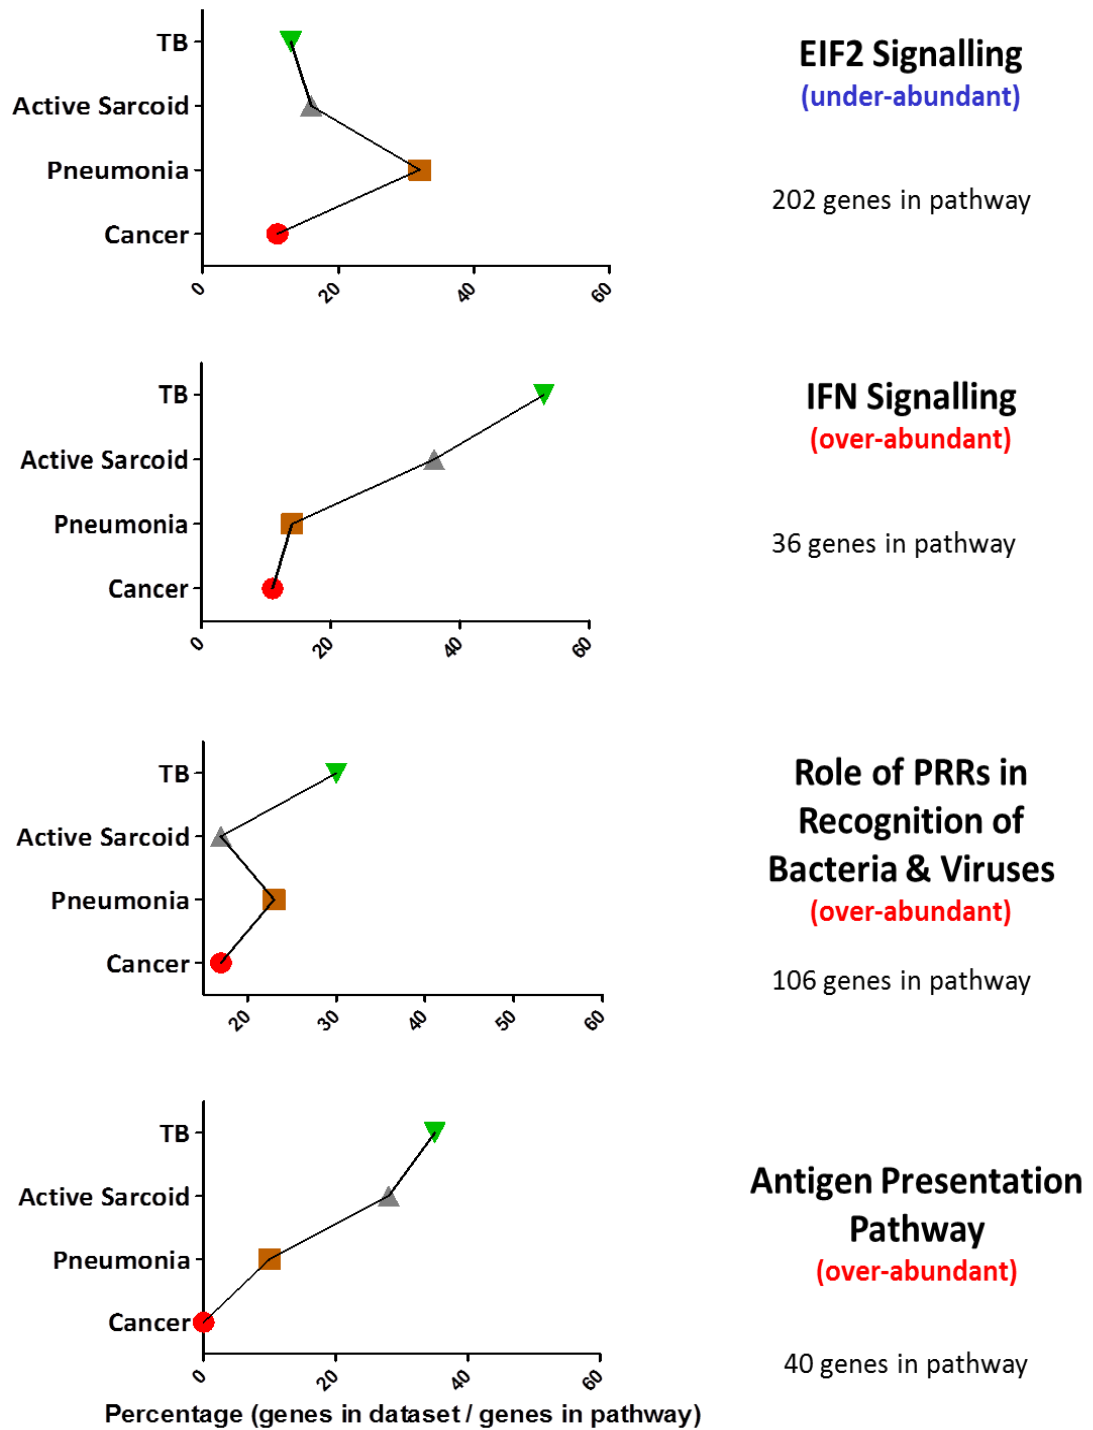 TB
Active Sarcoid
Pneumonia
Cancer
0 20 40 60
EIF2 Signalling
(under-abundant)
202 genes in pathway
TB
Active Sarcoid
Pneumonia
Cancer
0 20 40 60
IFN Signalling
(over-abundant)
36 genes in pathway
TB
Active Sarcoid
Pneumonia
Cancer
20 30 40 50 60
Role of PRRs in
Recognition of
Bacteria & Viruses
(over-abundant)
106 genes in pathway
TB
Active Sarcoid
Pneumonia
Cancer
0 20 40 60
Percentage (genes in dataset / genes in pathway)
Antigen Presentation
Pathway
(over-abundant)
40 genes in pathway